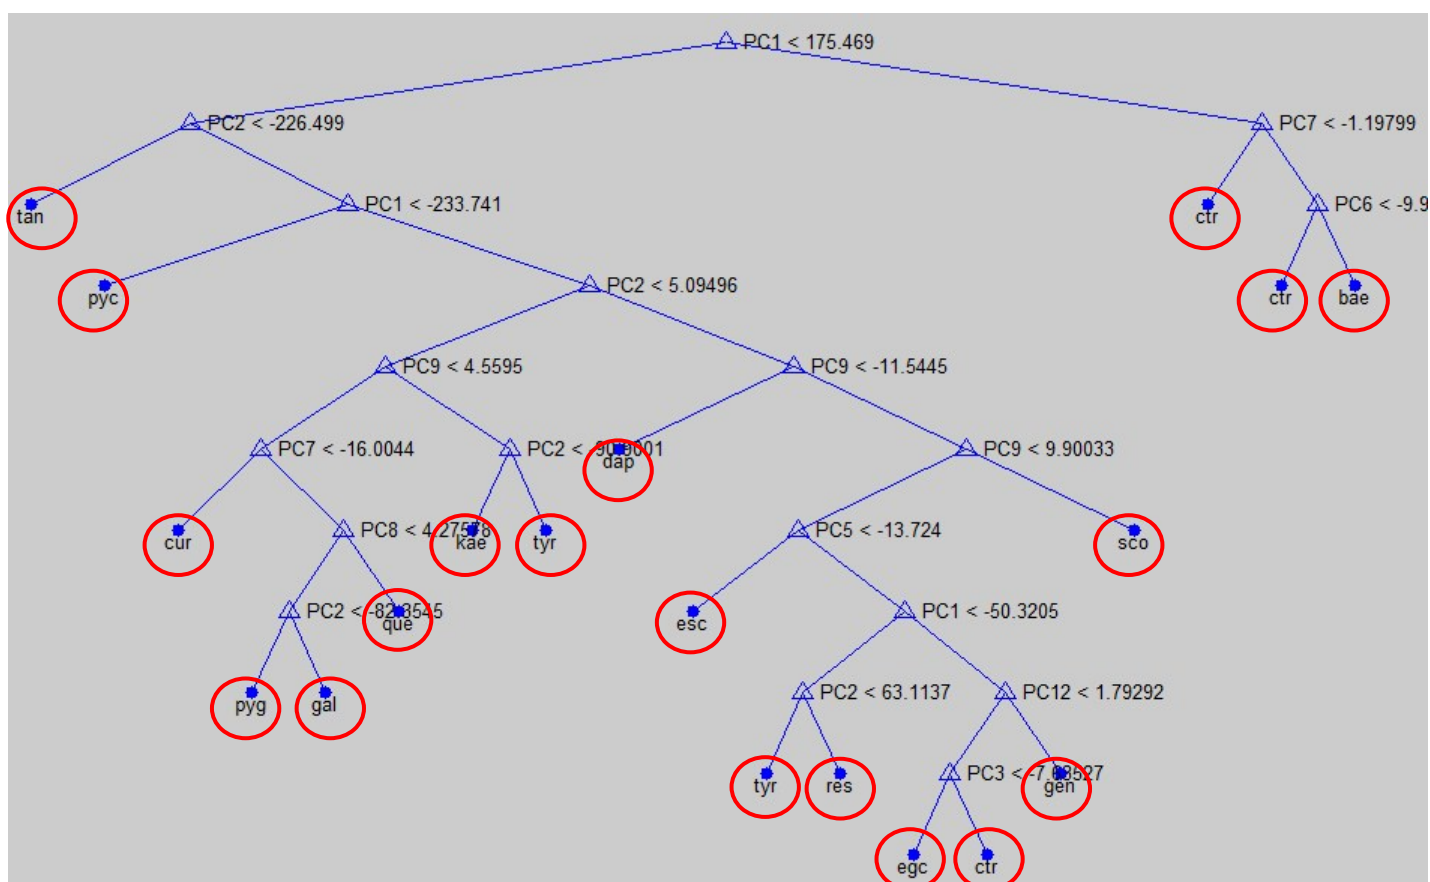 PC1 < 175.469
PC2 < -226.499
PC7 < -1.19799
tan
PC1 < -233.741
ctr
PC6 < -9.9
pyc
PC2 < 5.09496
ctr
bae
PC9 < 4.5595
PC9 < -11.5445
PC7 < -16.0044
PC2 <
dap
PC9 < 9.90033
cur
PC8 < 4.27578
kae
tyr
PC5 < -13.724
sco
PC2 <
que
esc
PC1 < -50.3205
pyg
gal
PC2 < 63.1137
PC12 < 1.79292
tyr
res
PC3 <
gen
egc
ctr